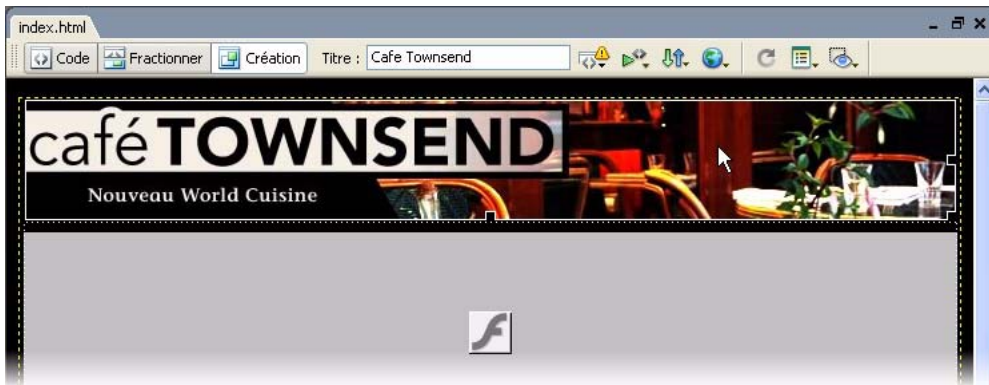 index.html
Code Fractionner Création Titre : Cafe Townsend
café TOWNSEND
Nouveau World Cuisine